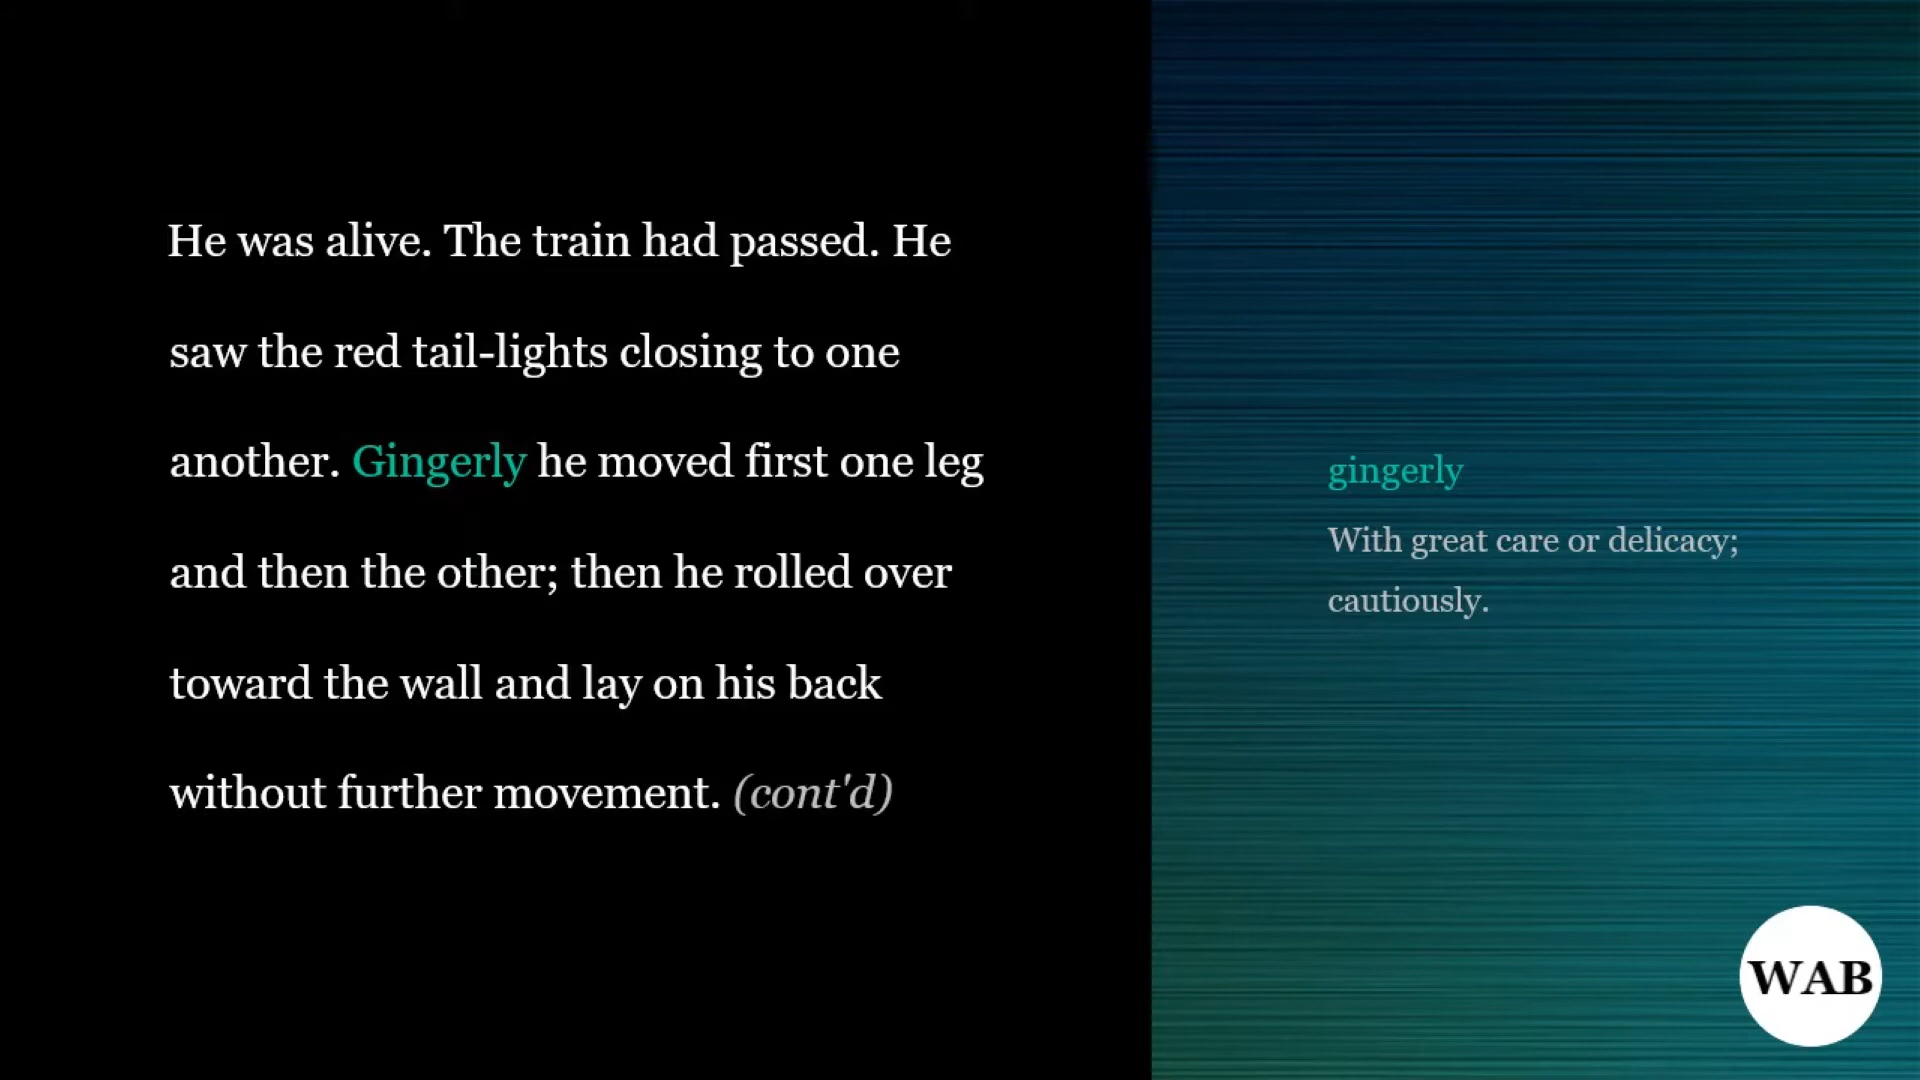 He was alive. The train had passed. He
saw the red tail-lights closing to one
another. Gingerly he moved first one leg
and then the other; then he rolled over
toward the wall and lay on his back
without further movement. (cont'd)
gingerly
With great care or delicacy;
cautiously.
WAB